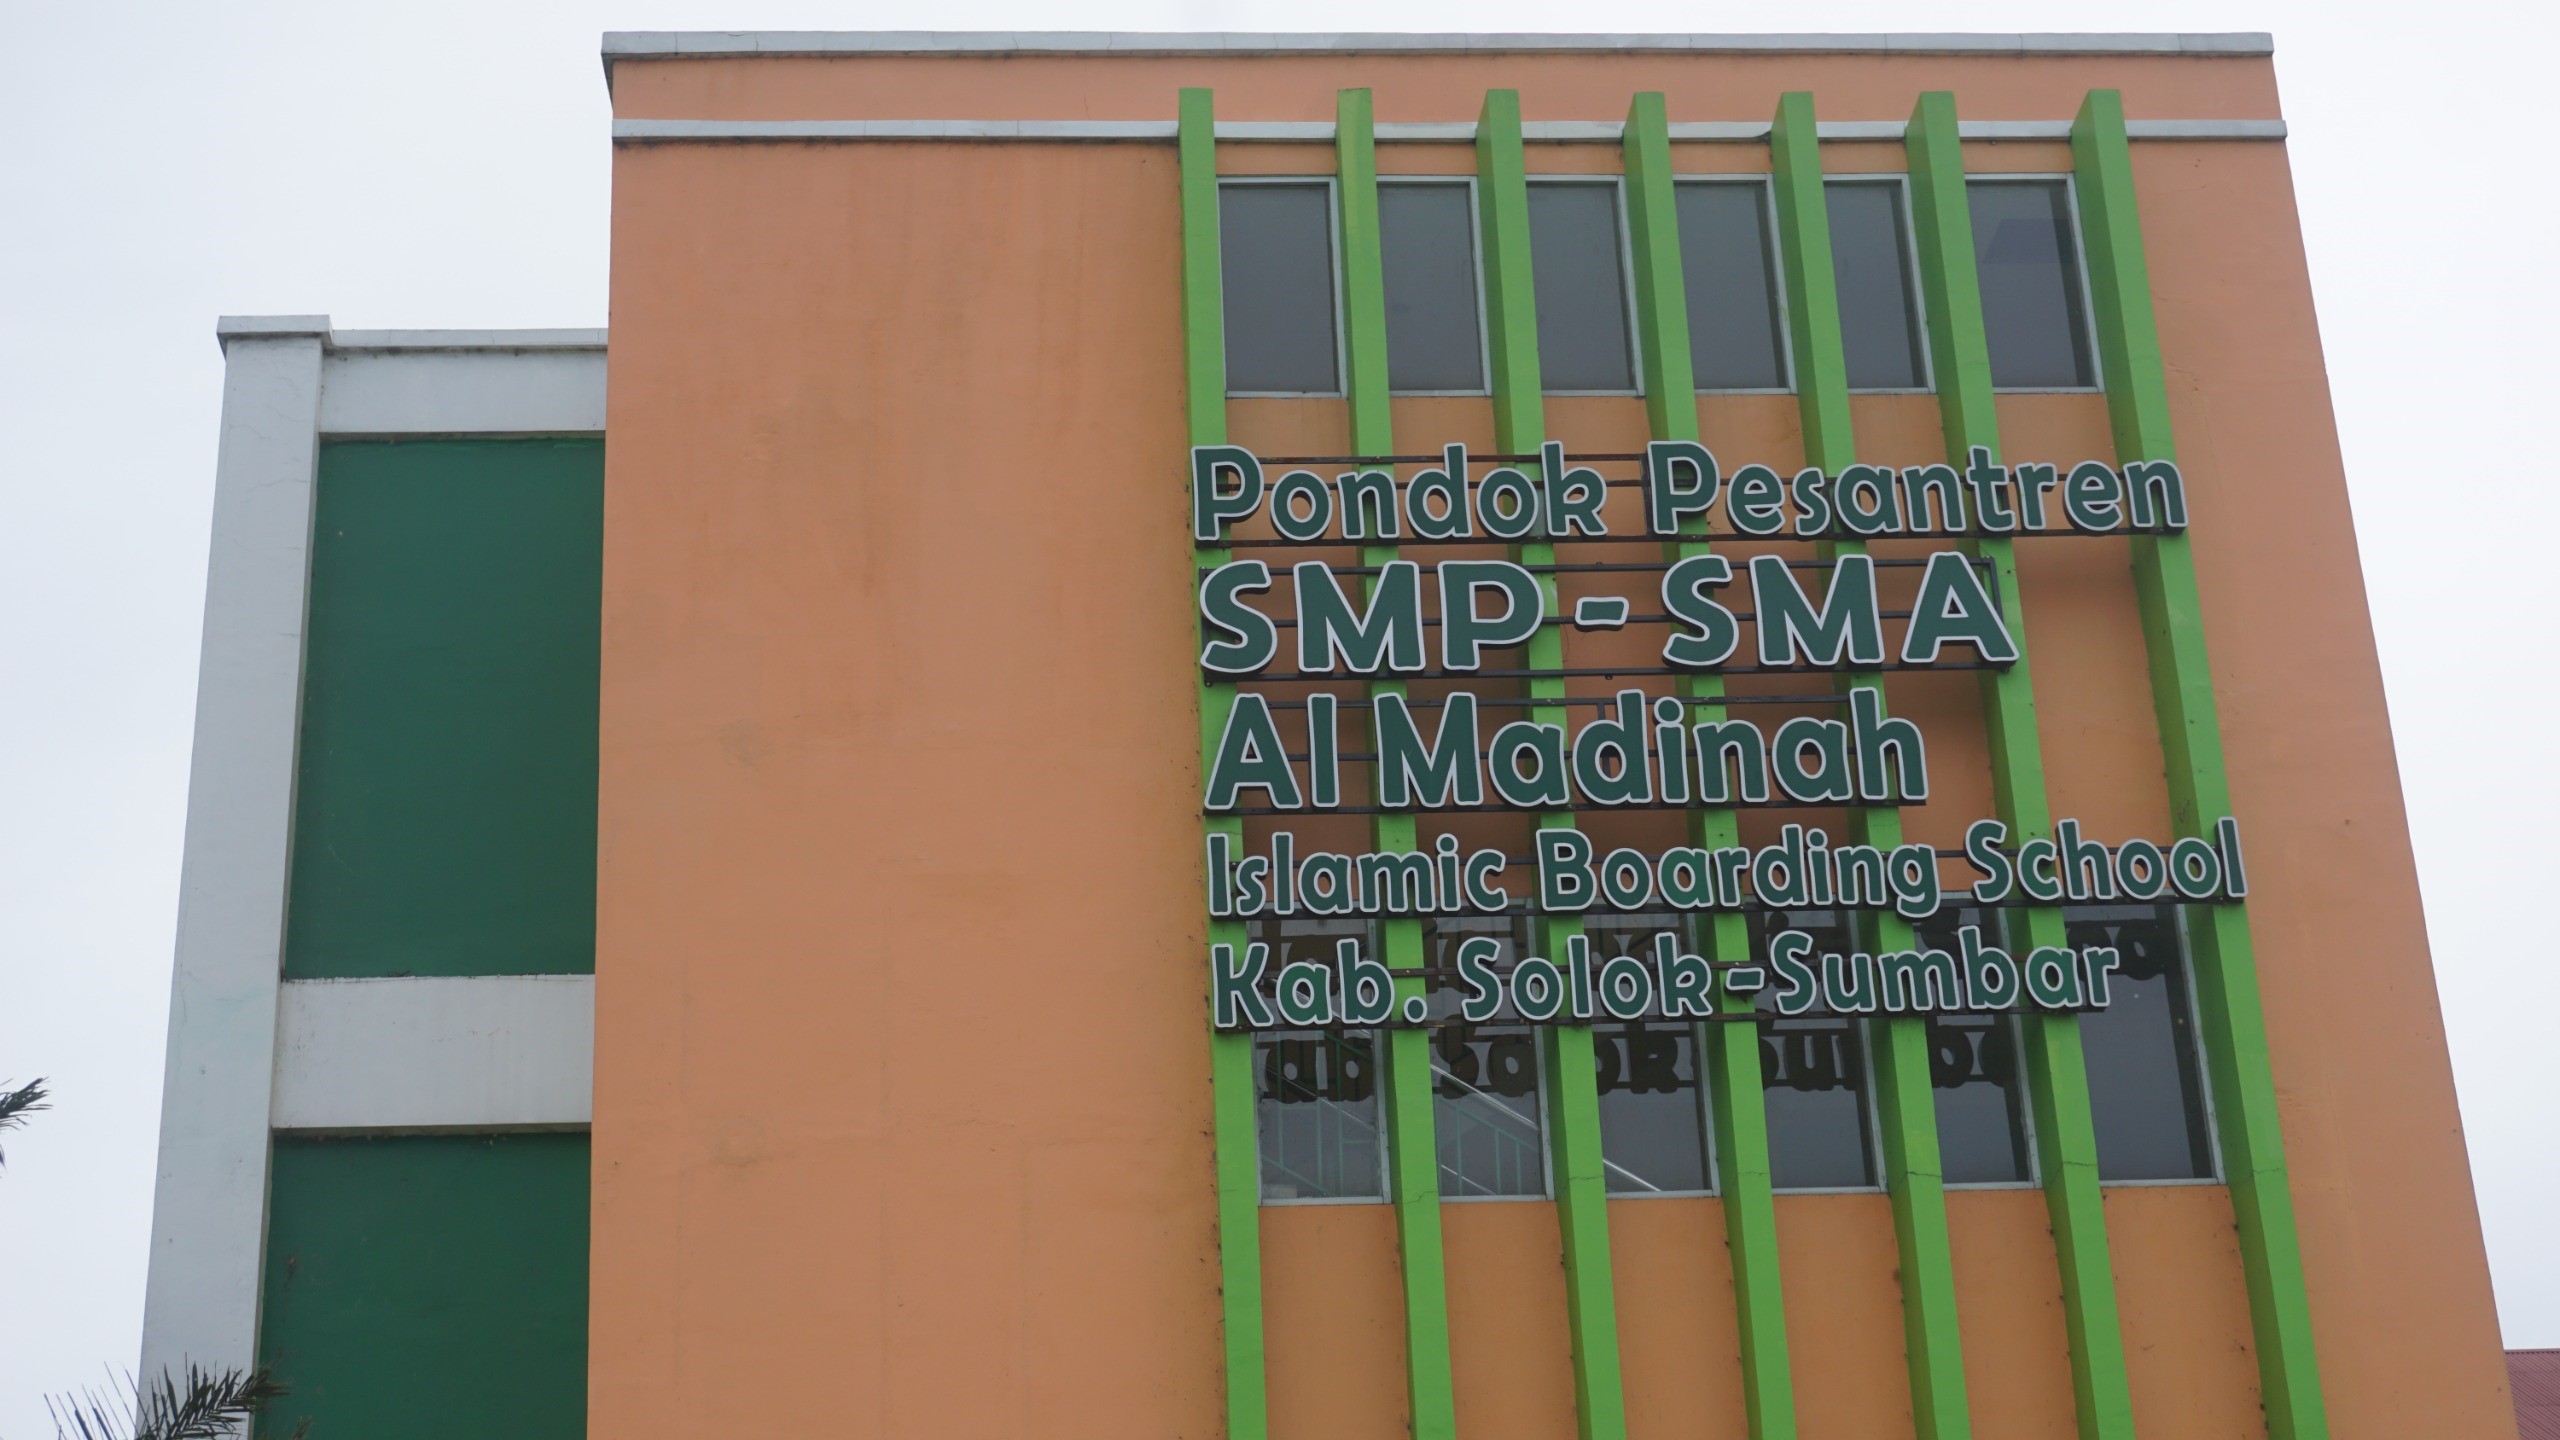 Pondok Pesantren
SMP-SMA
Al Madinah
Islamic Boarding School
Kab. Solok-Sumbar